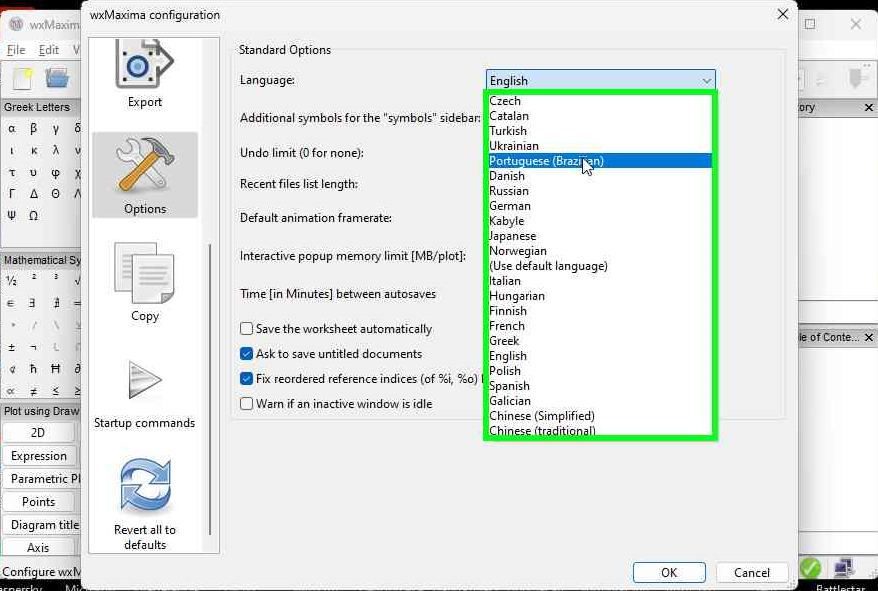 wxMaxima configuration
wxMaxima
File Edit V
Greek Letters
α β γ δ
ι κ λ ν
τ υ φ χ
Γ Δ Θ Λ
Ψ Ω
Mathematical Sy
½ ² ³ √
∈ ∃ ∄
± ¬
¢ ħ Ħ ∂
∝ ≠ ≤ ≥
Plot using Draw
2D
Expression
Parametric Pl
Points
Diagram title
Axis
Configure wxM
Export
Options
Copy
Startup commands
Revert all to
defaults
Standard Options
Language:
English
Additional symbols for the "symbols" sidebar:
Undo limit (0 for none):
Recent files list length:
Default animation framerate:
Interactive popup memory limit [MB/plot]:
Time [in Minutes] between autosaves
Save the worksheet automatically
Ask to save untitled documents
Fix reordered reference indices (of %i, %o)
Warn if an inactive window is idle
Czech
Catalan
Turkish
Ukrainian
Portuguese (Brazilian)
Danish
Russian
German
Kabyle
Japanese
Norwegian
(Use default language)
Italian
Hungarian
Finnish
French
Greek
English
Polish
Spanish
Galician
Chinese (Simplified)
Chinese (traditional)
OK
Cancel
ory
le of Conte...